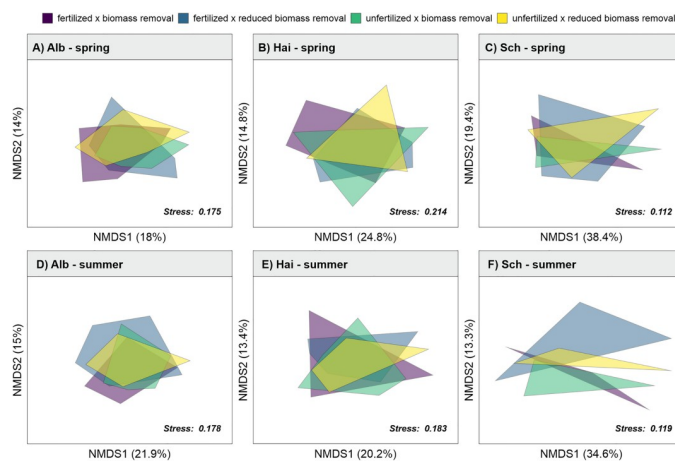 fertilized x biomass removal fertilized x reduced biomass removal unfertilized x biomass removal unfertilized x reduced biomass removal
A) Alb - spring
NMDS2 (14%)
Stress: 0.175
NMDS1 (18%)
B) Hai - spring
NMDS2 (14.8%)
Stress: 0.214
NMDS1 (24.8%)
C) Sch - spring
NMDS2 (19.4%)
Stress: 0.112
NMDS1 (38.4%)
D) Alb - summer
NMDS2 (15%)
Stress: 0.178
NMDS1 (21.9%)
E) Hai - summer
NMDS2 (13.4%)
Stress: 0.183
NMDS1 (20.2%)
F) Sch - summer
NMDS2 (13.3%)
Stress: 0.119
NMDS1 (34.6%)